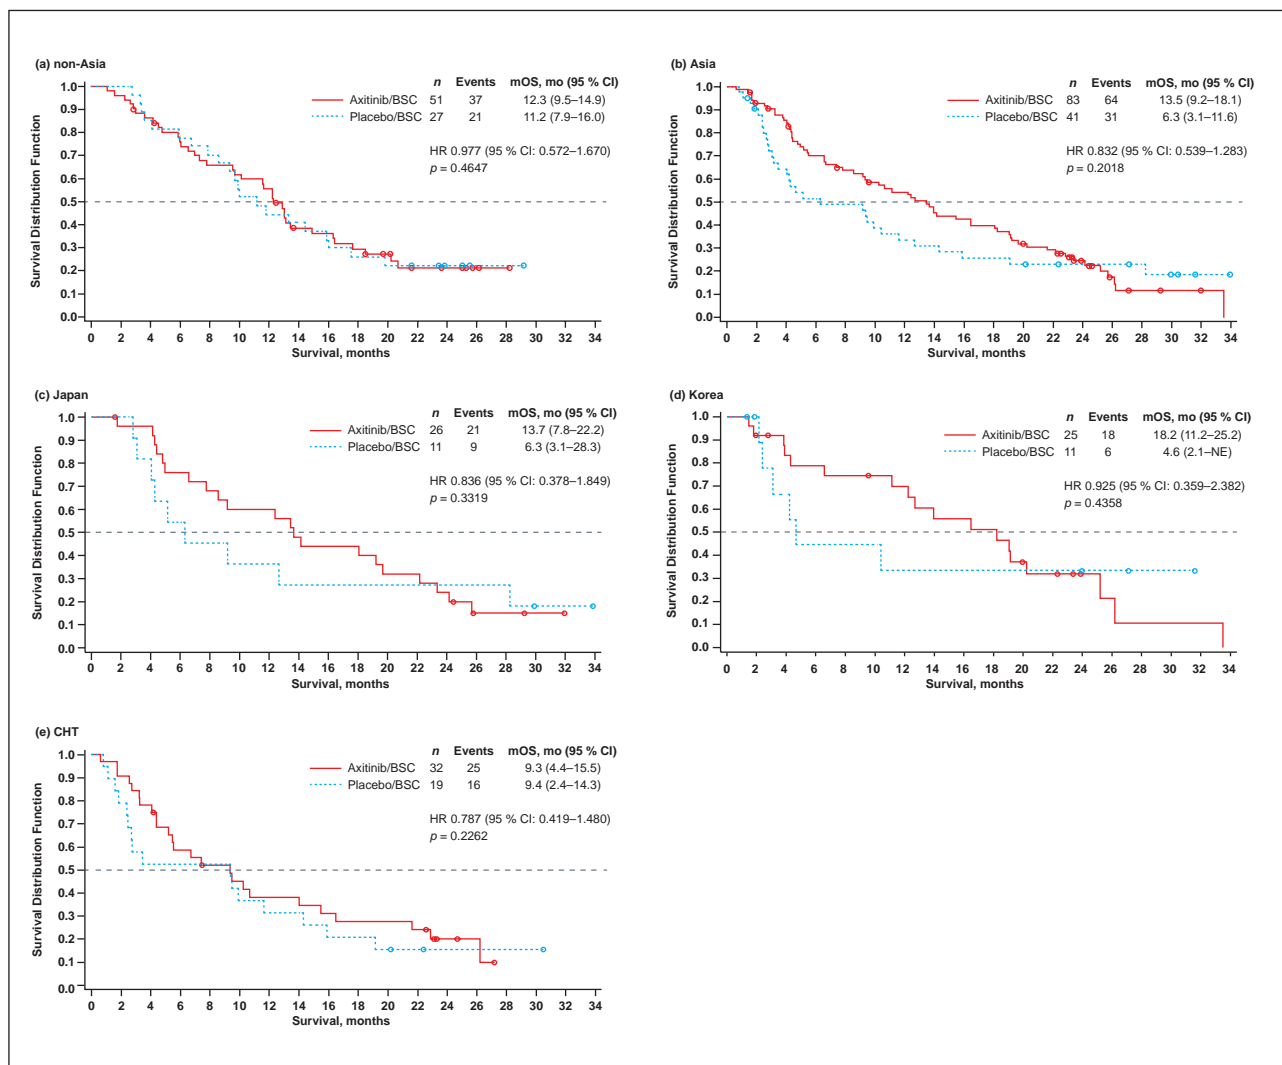 (a) non-Asia
n Events mOS, mo (95 % CI)
Axitinib/BSC 51 37 12.3 (9.5–14.9)
Placebo/BSC 27 21 11.2 (7.9–16.0)
HR 0.977 (95 % CI: 0.572–1.670)
p = 0.4647
Survival Distribution Function
1.0
0.9
0.8
0.7
0.6
0.5
0.4
0.3
0.2
0.1
0.0
0 2 4 6 8 10 12 14 16 18 20 22 24 26 28 30 32 34
Survival, months
(b) Asia
n Events mOS, mo (95 % CI)
Axitinib/BSC 83 64 13.5 (9.2–18.1)
Placebo/BSC 41 31 6.3 (3.1–11.6)
HR 0.832 (95 % CI: 0.539–1.283)
p = 0.2018
Survival Distribution Function
1.0
0.9
0.8
0.7
0.6
0.5
0.4
0.3
0.2
0.1
0.0
0 2 4 6 8 10 12 14 16 18 20 22 24 26 28 30 32 34
Survival, months
(c) Japan
n Events mOS, mo (95 % CI)
Axitinib/BSC 26 21 13.7 (7.8–22.2)
Placebo/BSC 11 9 6.3 (3.1–28.3)
HR 0.836 (95 % CI: 0.378–1.849)
p = 0.3319
Survival Distribution Function
1.0
0.9
0.8
0.7
0.6
0.5
0.4
0.3
0.2
0.1
0.0
0 2 4 6 8 10 12 14 16 18 20 22 24 26 28 30 32 34
Survival, months
(d) Korea
n Events mOS, mo (95 % CI)
Axitinib/BSC 25 18 18.2 (11.2–25.2)
Placebo/BSC 11 6 4.6 (2.1–NE)
HR 0.925 (95 % CI: 0.359–2.382)
p = 0.4358
Survival Distribution Function
1.0
0.9
0.8
0.7
0.6
0.5
0.4
0.3
0.2
0.1
0.0
0 2 4 6 8 10 12 14 16 18 20 22 24 26 28 30 32 34
Survival, months
(e) CHT
n Events mOS, mo (95 % CI)
Axitinib/BSC 32 25 9.3 (4.4–15.5)
Placebo/BSC 19 16 9.4 (2.4–14.3)
HR 0.787 (95 % CI: 0.419–1.480)
p = 0.2262
Survival Distribution Function
1.0
0.9
0.8
0.7
0.6
0.5
0.4
0.3
0.2
0.1
0.0
0 2 4 6 8 10 12 14 16 18 20 22 24 26 28 30 32 34
Survival, months